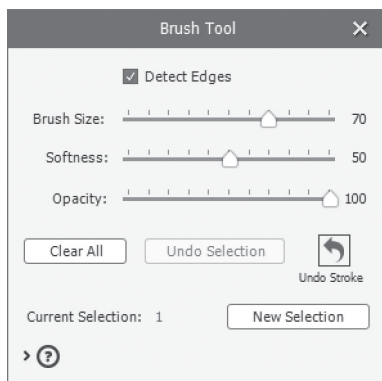 Brush Tool
Detect Edges
Brush Size: 70
Softness: 50
Opacity: 100
Clear All Undo Selection
Undo Stroke
Current Selection: 1 New Selection